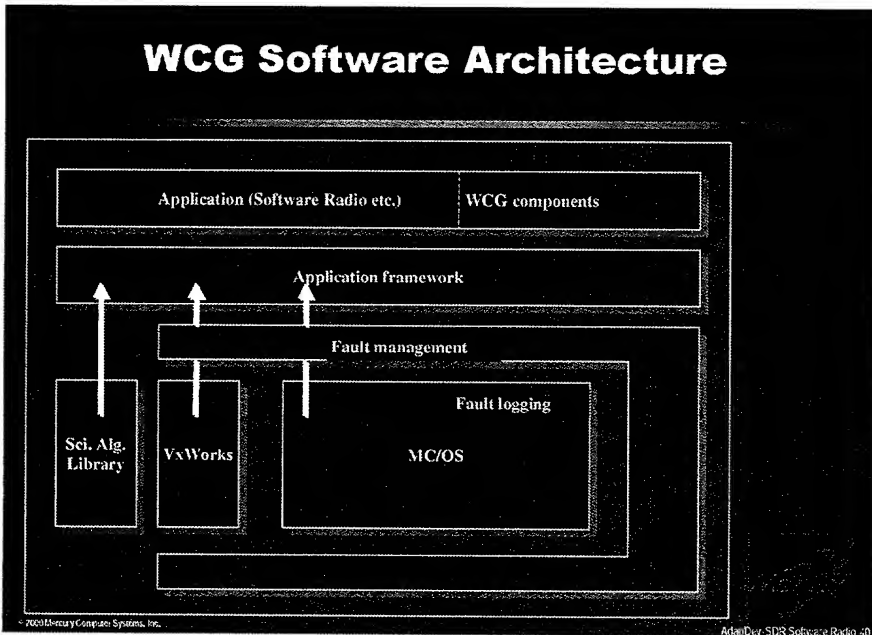 WCG Software Architecture
Application (Software Radio etc.)
WCG components
Application framework
Fault management
Fault logging
Sci. Alg.
Library
VxWorks
MC/OS
© 2000 Mercury Computer Systems, Inc.
AdanDev-SDR Software Radio 40